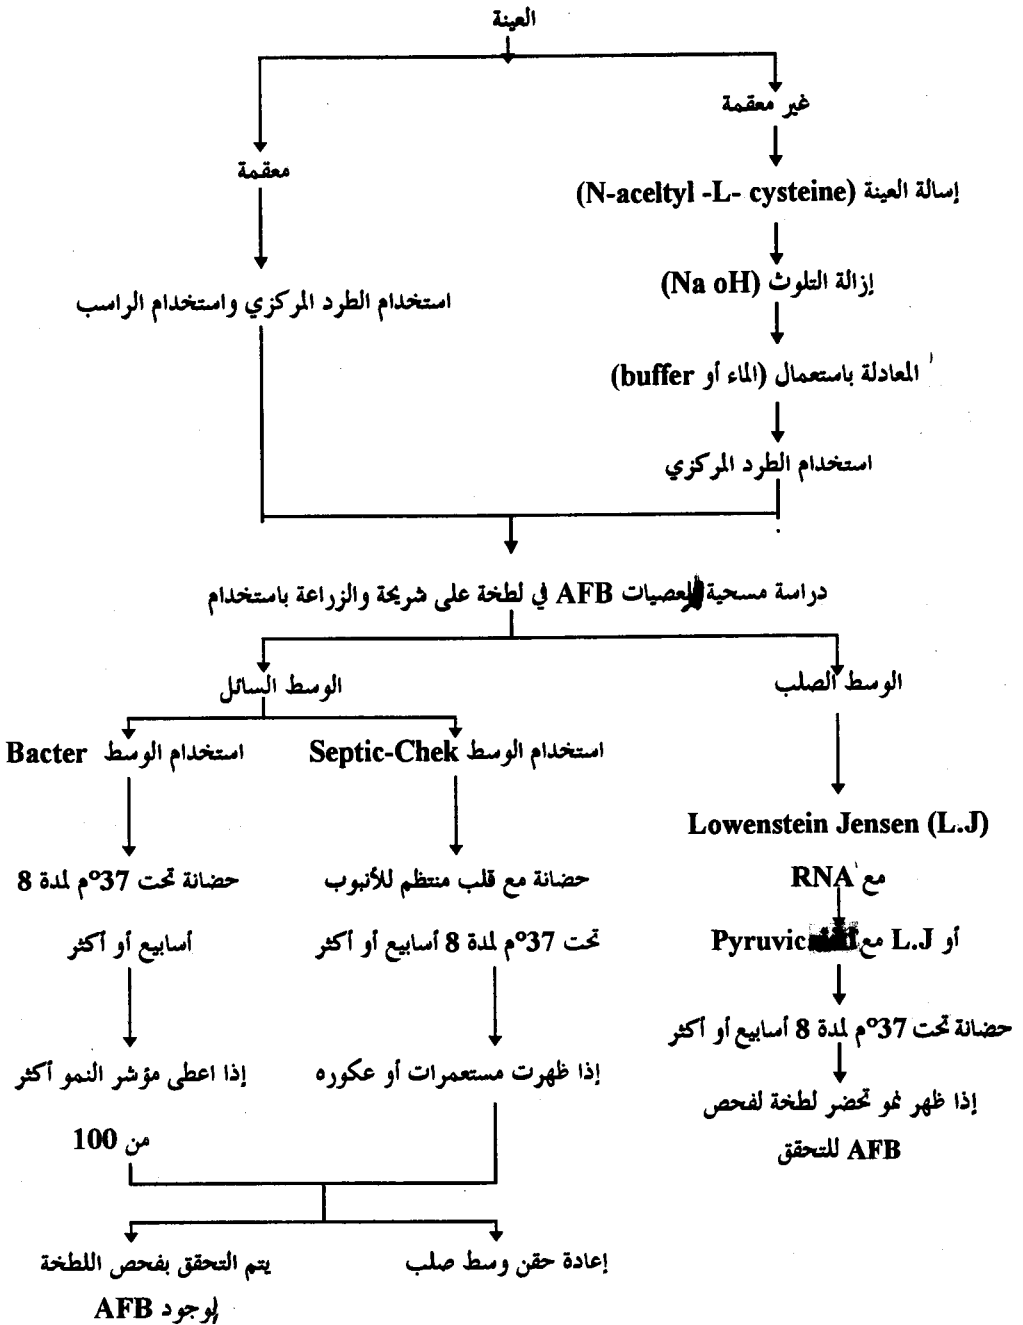 العينة
غير معقمة
معقمة
إسالة العينة (N-aceltyl -L- cysteine)
إزالة التلوث (Na oH)
استخدام الطرد المركزي واستخدام الراسب
المعادلة باستعمال (الماء أو buffer)
استخدام الطرد المركزي
دراسة مسحية لعصيات AFB في لطخة على شريحة والزراعة باستخدام
الوسط الصلب
الوسط السائل
استخدام الوسط Septic-Chek
استخدام الوسط Bacter
Lowenstein Jensen (L.J)
مع RNA
أو L.J مع Pyruvic
حضانة تحت 37°م لمدة 8 أسابيع أو أكثر
إذا ظهر نمو تحضر لطخة لفحص
AFB للتحقق
حضانة مع قلب منتظم للأنبوب
تحت 37°م لمدة 8 أسابيع أو أكثر
إذا ظهرت مستعمرات أو عكوره
حضانة تحت 37°م لمدة 8
أسابيع أو أكثر
إذا اعطى مؤشر النمو أكثر
من 100
إعادة حقن وسط صلب
يتم التحقق بفحص اللطخة
لوجود AFB